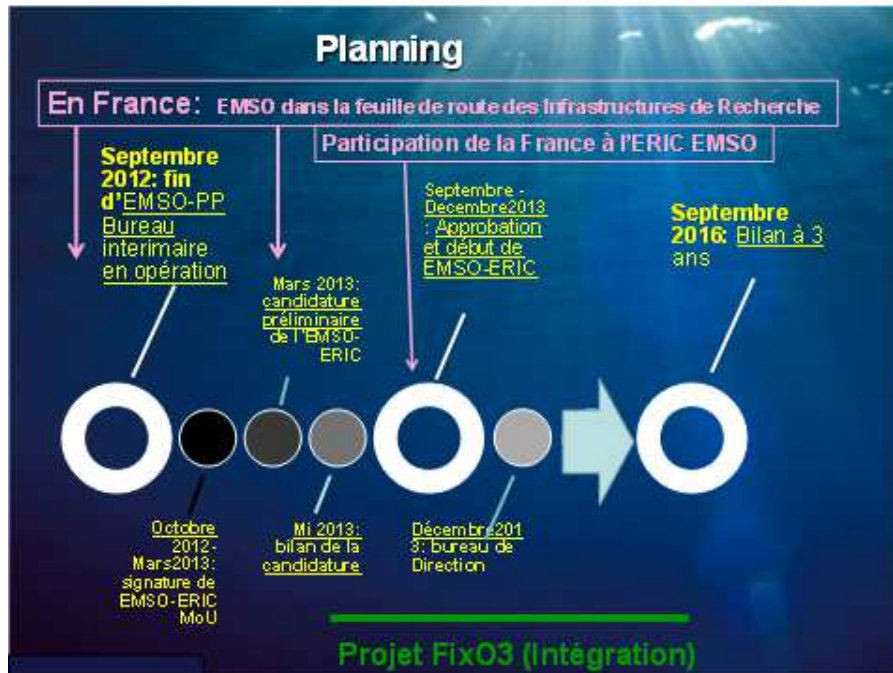 Planning
En France: EMSO dans la feuille de route des Infrastructures de Recherche
Participation de la France à l'ERIC EMSO
Septembre
2012: fin
d'EMSO-PP
Bureau
interimaire
en opération
Mars 2013:
candidature
préliminaire
de l'EMSO-
ERIC
Septembre -
Decembre2013
: Approbation
et début de
EMSO-ERIC
Septembre
2016: Bilan à 3
ans
Octobre
2012-
Mars2013:
signature de
EMSO-ERIC
MoU
Mi 2013:
bilan de la
candidature
Décembre201
3: bureau de
Direction
Projet FixO3 (Intégration)